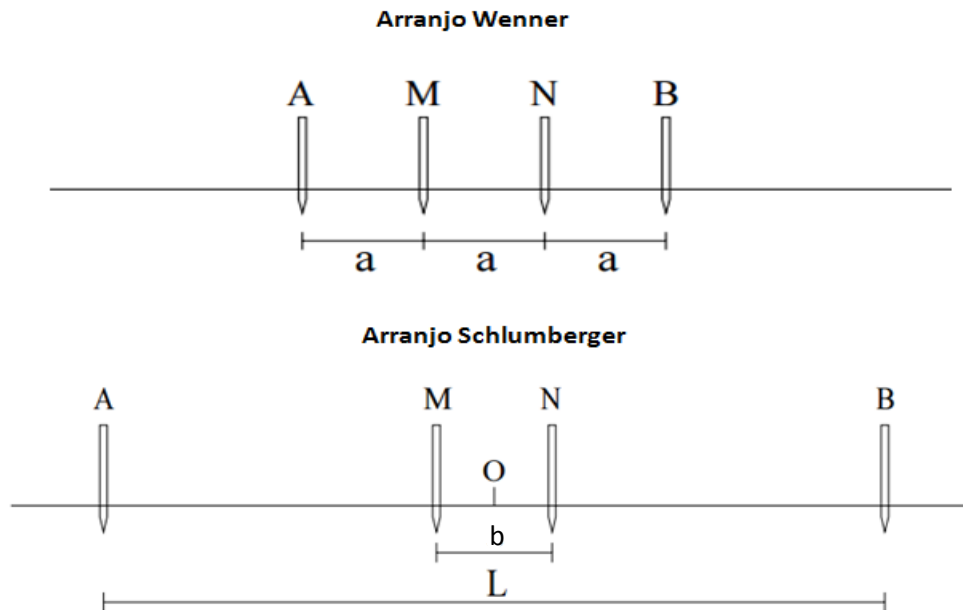 Arranjo Wenner
A M N B
a a a
Arranjo Schlumberger
A M N B
O
b
L